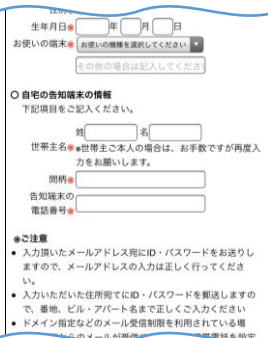 生年月日※ 年 月 日
お使いの端末※ お使いの機種を選択してください
その他の場合は記入してくださ
○ 自宅の告知端末の情報
下記項目をご記入ください。
姓 名
世帯主名※ ※世帯主ご本人の場合は、お手数ですが再度入
力をお願いします。
間柄※
告知端末の
電話番号※
※ご注意
• 入力頂いたメールアドレス宛にID・パスワードをお送りし
ますので、メールアドレスの入力は正しく行ってくださ
い。
• 入力いただいた住所宛てにID・パスワードを郵送しますの
で、番地、ビル・アパート名まで正しくご入力ください
• ドメイン指定などのメール受信制限を利用されている場